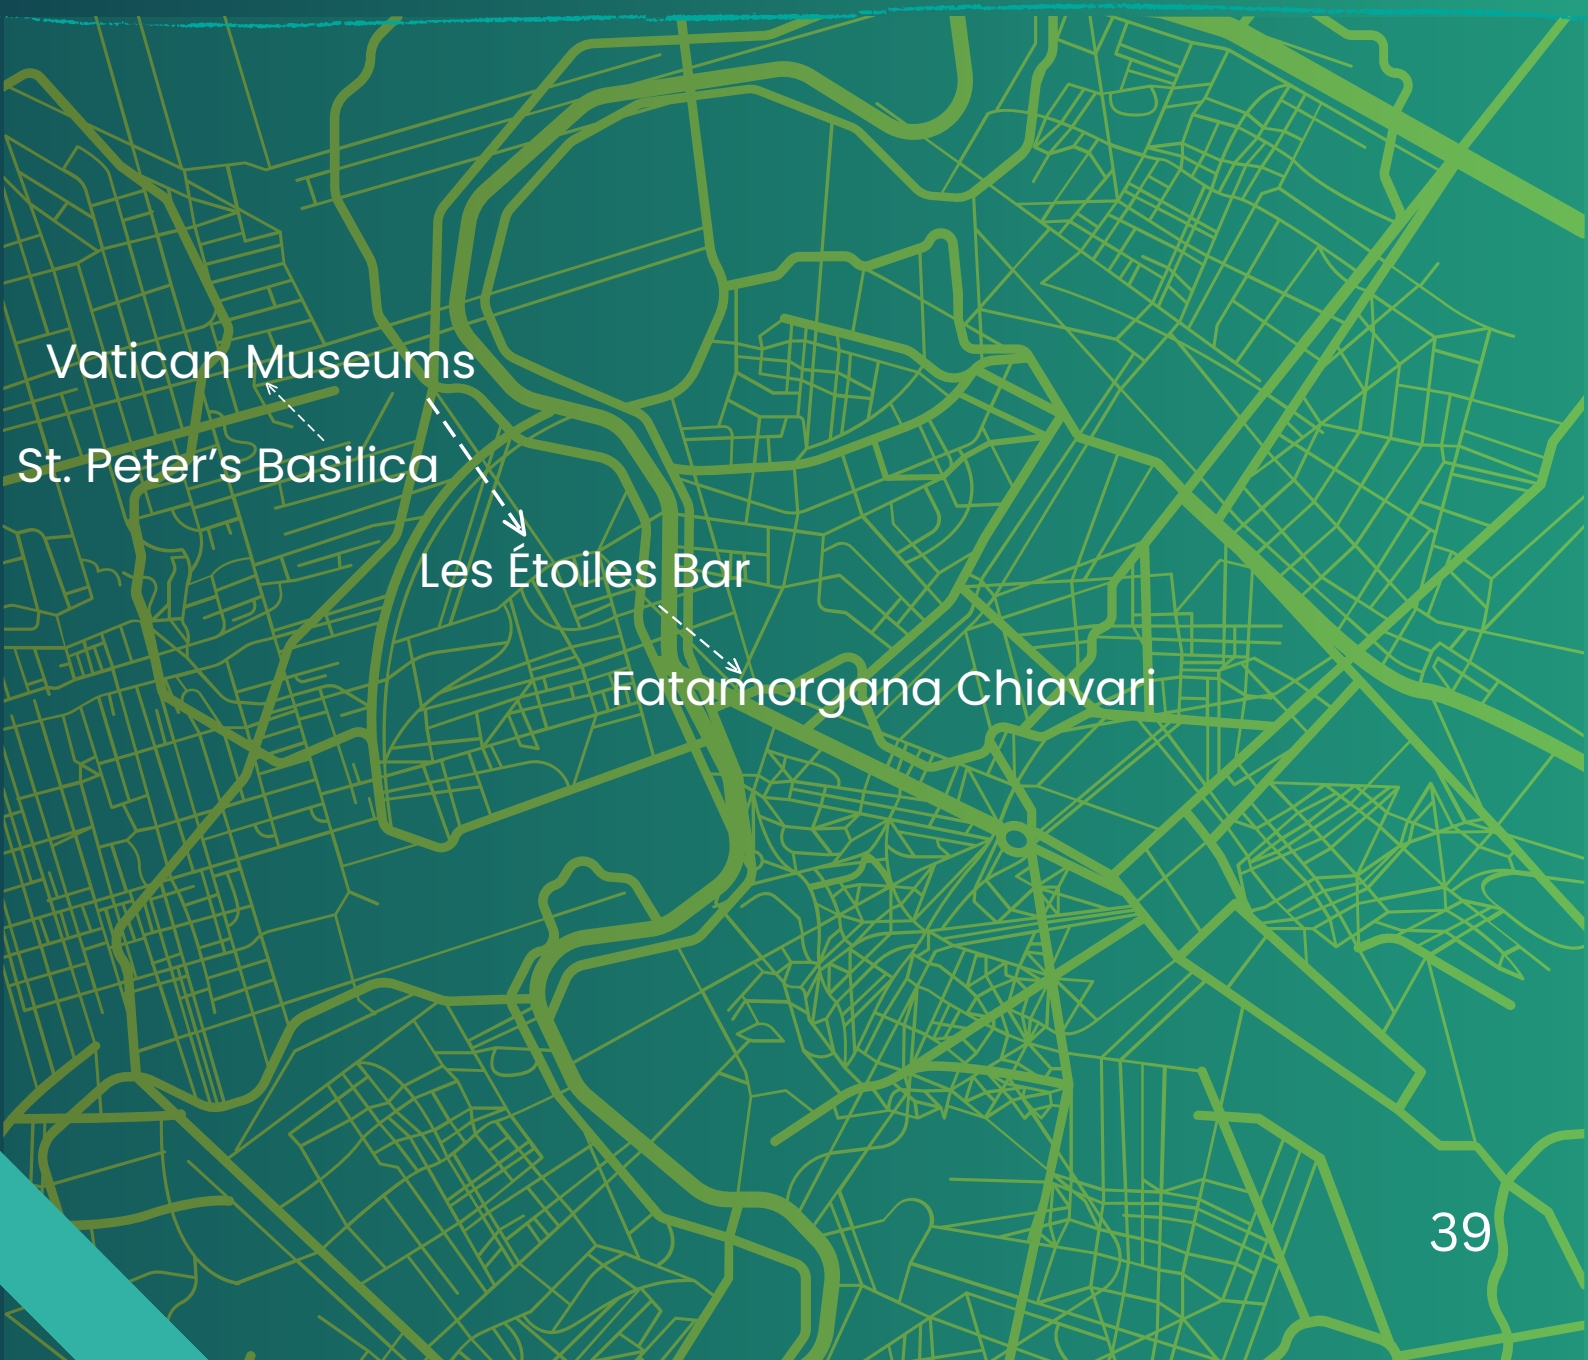 Vatican Museums
St. Peter’s Basilica
Les Étoiles Bar
Fatamorgana Chiavari
39